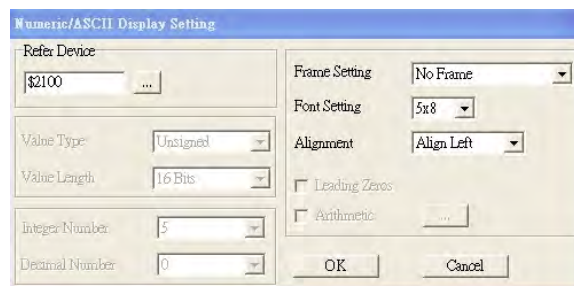 Numeric/ASCII Display Setting
Refer Device
$2100
...
Value Type
Unsigned
Value Length
16 Bits
Integer Number
5
Decimal Number
0
Frame Setting
No Frame
Font Setting
5x8
Alignment
Align Left
Leading Zeros
Arithmetic
...
OK
Cancel